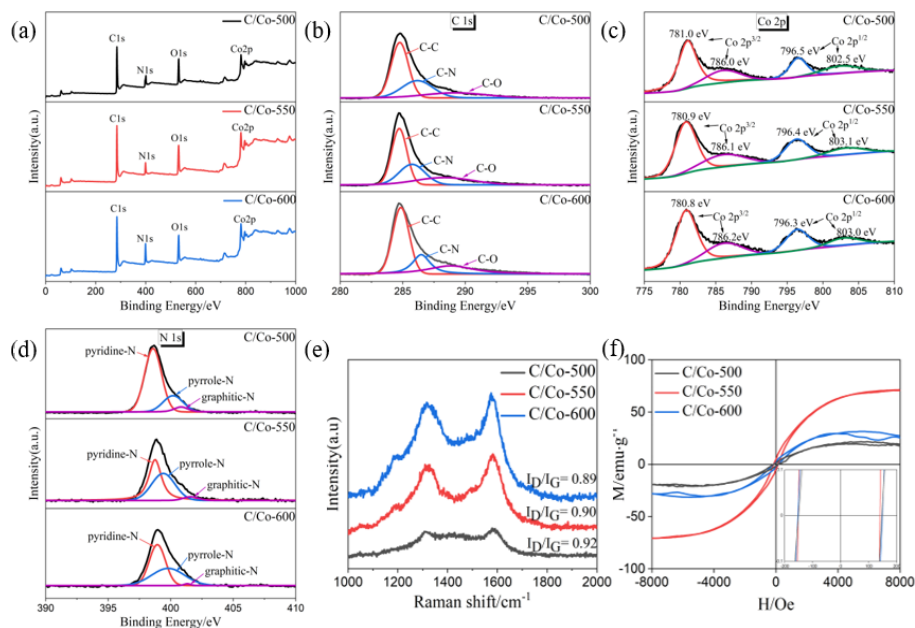 (a)
C/Co-500
C1s
N1s
O1s
Co2p
C/Co-550
C1s
N1s
O1s
Co2p
C/Co-600
C1s
N1s
O1s
Co2p
Intensity(a.u.)
0 200 400 600 800 1000
Binding Energy/eV
(b)
C 1s
C/Co-500
C-C
C-N
C-O
C/Co-550
C-C
C-N
C-O
C/Co-600
C-C
C-N
C-O
Intensity(a.u.)
280 285 290 295 300
Binding Energy/eV
(c)
Co 2p
C/Co-500
781.0 eV
Co 2p3/2
786.0 eV
796.5 eV
Co 2p1/2
802.5 eV
C/Co-550
780.9 eV
Co 2p3/2
786.1 eV
796.4 eV
Co 2p1/2
803.1 eV
C/Co-600
780.8 eV
Co 2p3/2
786.2eV
796.3 eV
Co 2p1/2
803.0 eV
Intensity(a.u.)
775 780 785 790 795 800 805 810
Binding Energy/eV
(d)
N 1s
C/Co-500
pyridine-N
pyrrole-N
graphitic-N
C/Co-550
pyridine-N
pyrrole-N
graphitic-N
C/Co-600
pyridine-N
pyrrole-N
graphitic-N
Intensity(a.u.)
390 395 400 405 410
Binding Energy/eV
(e)
C/Co-500
C/Co-550
C/Co-600
ID/IG= 0.89
ID/IG= 0.90
ID/IG= 0.92
Intensity(a.u)
1000 1200 1400 1600 1800 2000
Raman shift/cm-1
(f)
C/Co-500
C/Co-550
C/Co-600
M/emu·g-1
100
50
0
-50
-100
-8000 -4000 0 4000 8000
H/Oe